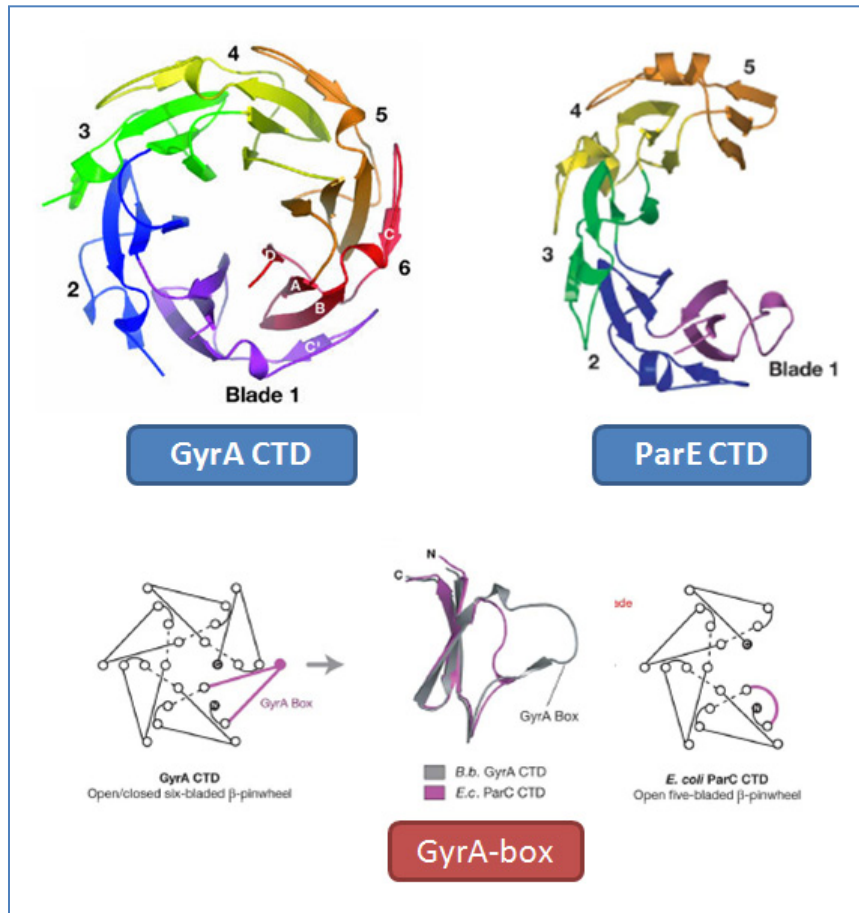 4
5
3
C
6
D
A
B
2
C'
Blade 1
GyrA CTD
5
4
3
2
Blade 1
ParE CTD
GyrA Box
N
GyrA CTD
Open/closed six-bladed β-pinwheel
N
C
GyrA Box
B.b. GyrA CTD
E.c. ParC CTD
ade
N
E. coli ParC CTD
Open five-bladed β-pinwheel
GyrA-box